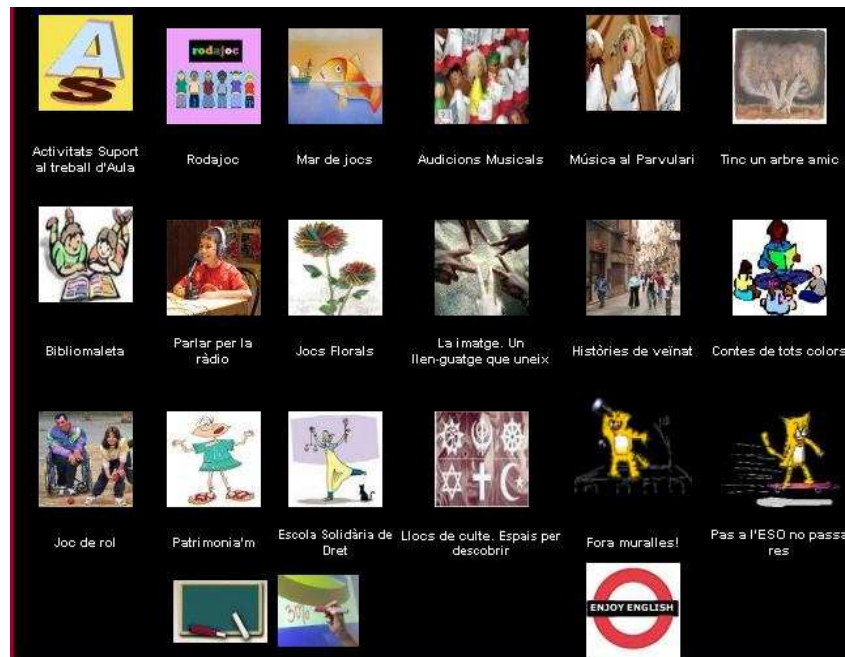 A
S
rodajoc
Activitats Suport
al treball d'Aula
Rodajoc
Mar de jocs
Audicions Musicals
Música al Parvulari
Tinc un arbre amic
Bibliomaleta
Parlar per la
ràdio
Jocs Florals
La imatge. Un
llen-guatge que uneix
Històries de veïnat
Contes de tots colors
Joc de rol
Patrimonia'm
Escola Solidària de
Dret
Llocs de culte. Espais per
descobrir
Fora muralles!
Pas a l'ESO no passa
res
ENJOY ENGLISH